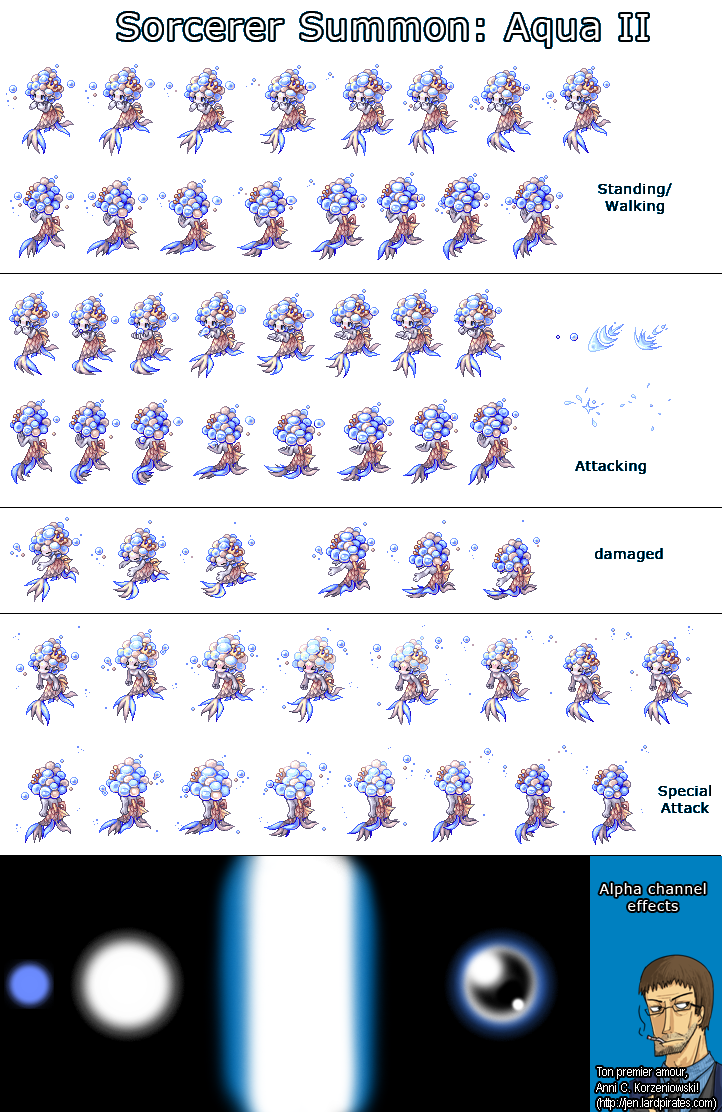 Sorcerer Summon: Aqua II
Standing/
Walking
Attacking
damaged
Special
Attack
Alpha channel
effects
Ton premier amour,
Anni C. Korzeniowski!
(http://jen.lardpirates.com)